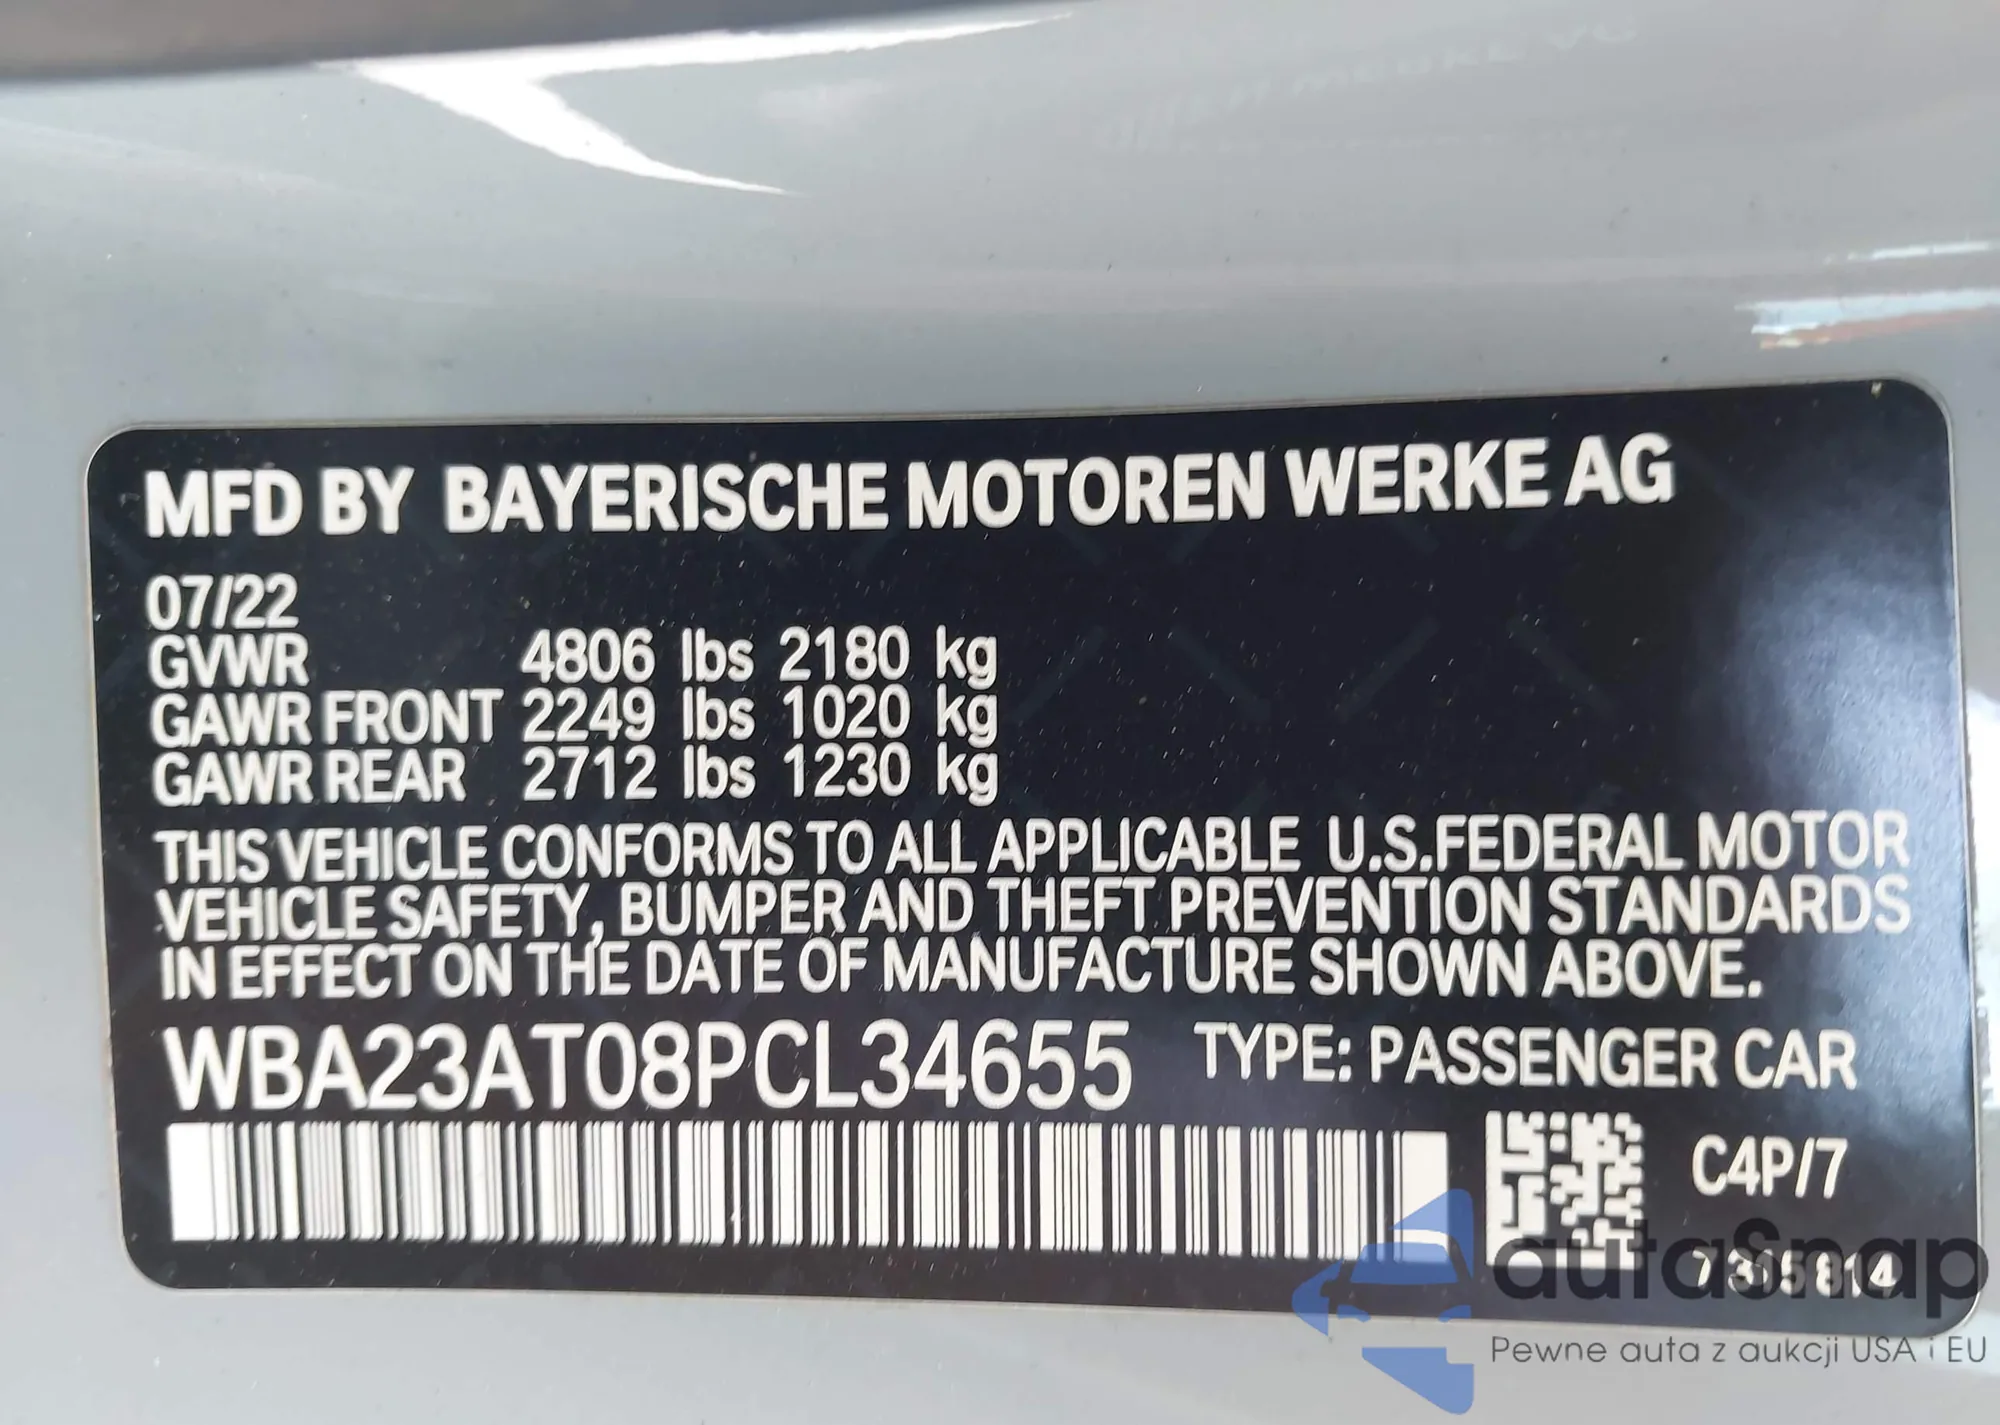 MFD BY BAYERISCHE MOTOREN WERKE AG
07/22
GVWR 4806 lbs 2180 kg
GAWR FRONT 2249 lbs 1020 kg
GAWR REAR 2712 lbs 1230 kg
THIS VEHICLE CONFORMS TO ALL APPLICABLE U.S.FEDERAL MOTOR
VEHICLE SAFETY, BUMPER AND THEFT PREVENTION STANDARDS
IN EFFECT ON THE DATE OF MANUFACTURE SHOWN ABOVE.
WBA23AT08PCL34655 TYPE: PASSENGER CAR
C4P/7
7305814
autaSnap
Pewne auta z aukcji USA i EU